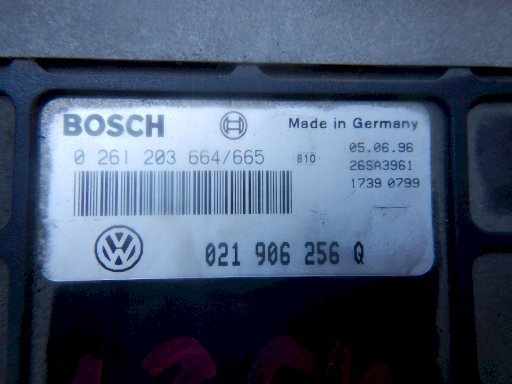 BOSCH Made in Germany
0 261 203 664/665 810 05.06.96
26SA3961
1739 0799
021 906 256 Q